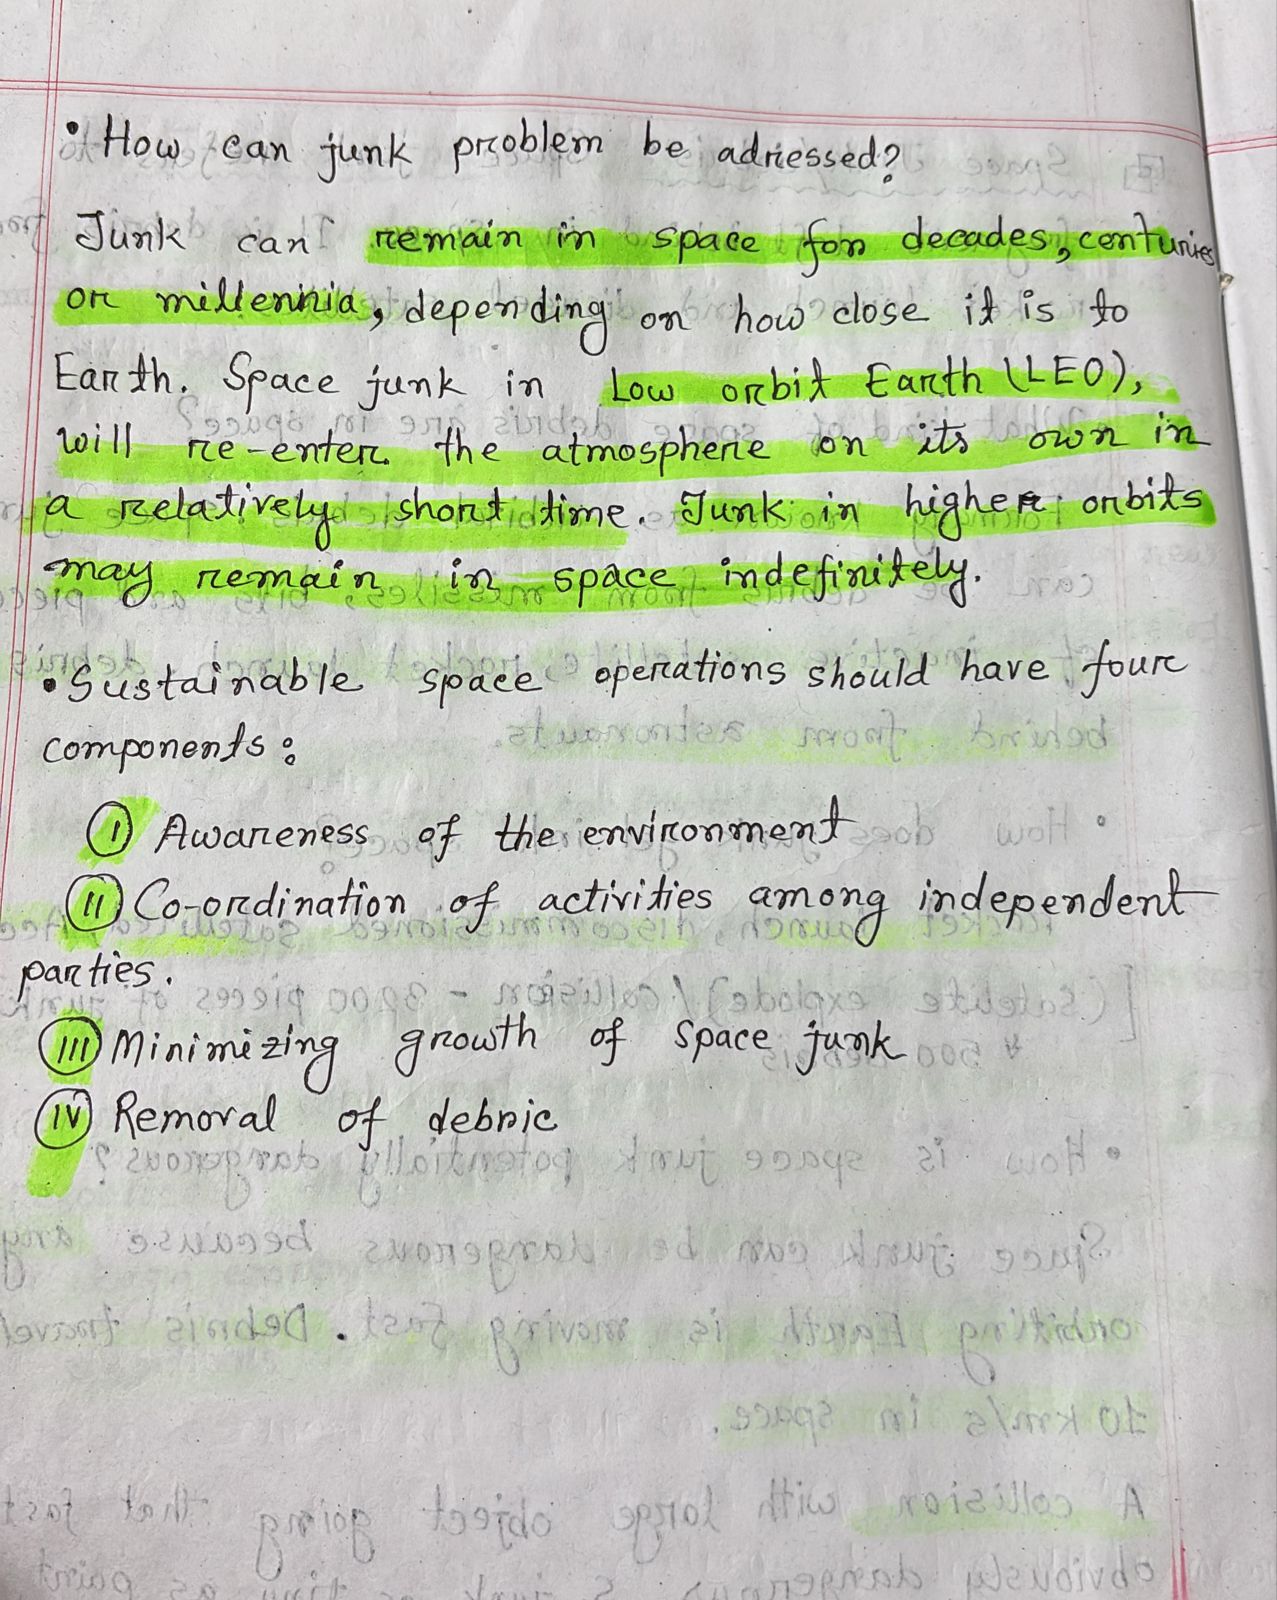 • How can junk problem be adressed?
Junk can remain in space for decades, centuries
or millennia, depending on how close it is to
Earth. Space junk in Low orbit Earth (LEO),
will re-enter the atmosphere on its own in
a relatively short time. Junk in higher orbits
may remain in space indefinitely.
• Sustainable space operations should have four
components:
(I) Awareness of the environment
(II) Co-ordination of activities among independent
parties.
(III) Minimizing growth of space junk
(IV) Removal of debric